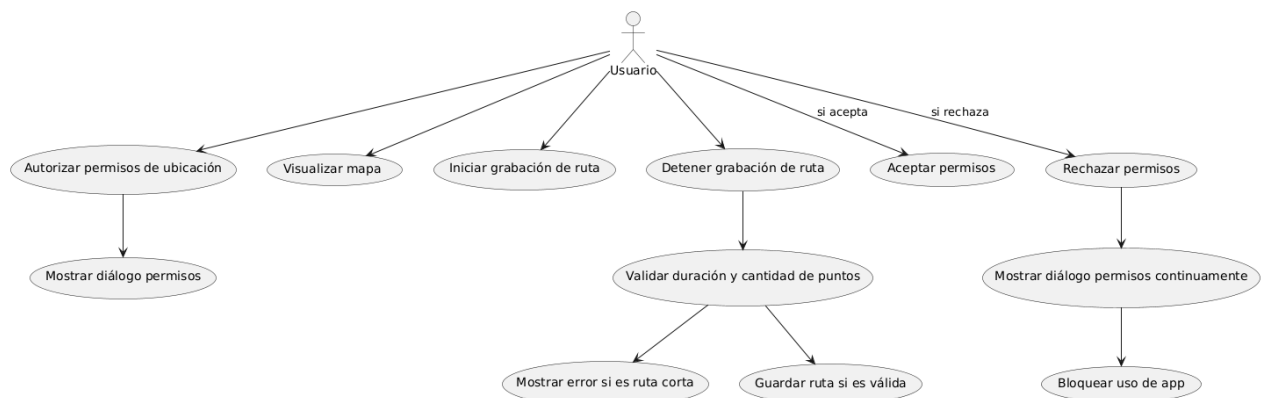 Usuario
si acepta
si rechaza
Autorizar permisos de ubicación
Visualizar mapa
Iniciar grabación de ruta
Detener grabación de ruta
Aceptar permisos
Rechazar permisos
Mostrar diálogo permisos
Validar duración y cantidad de puntos
Mostrar diálogo permisos continuamente
Mostrar error si es ruta corta
Guardar ruta si es válida
Bloquear uso de app